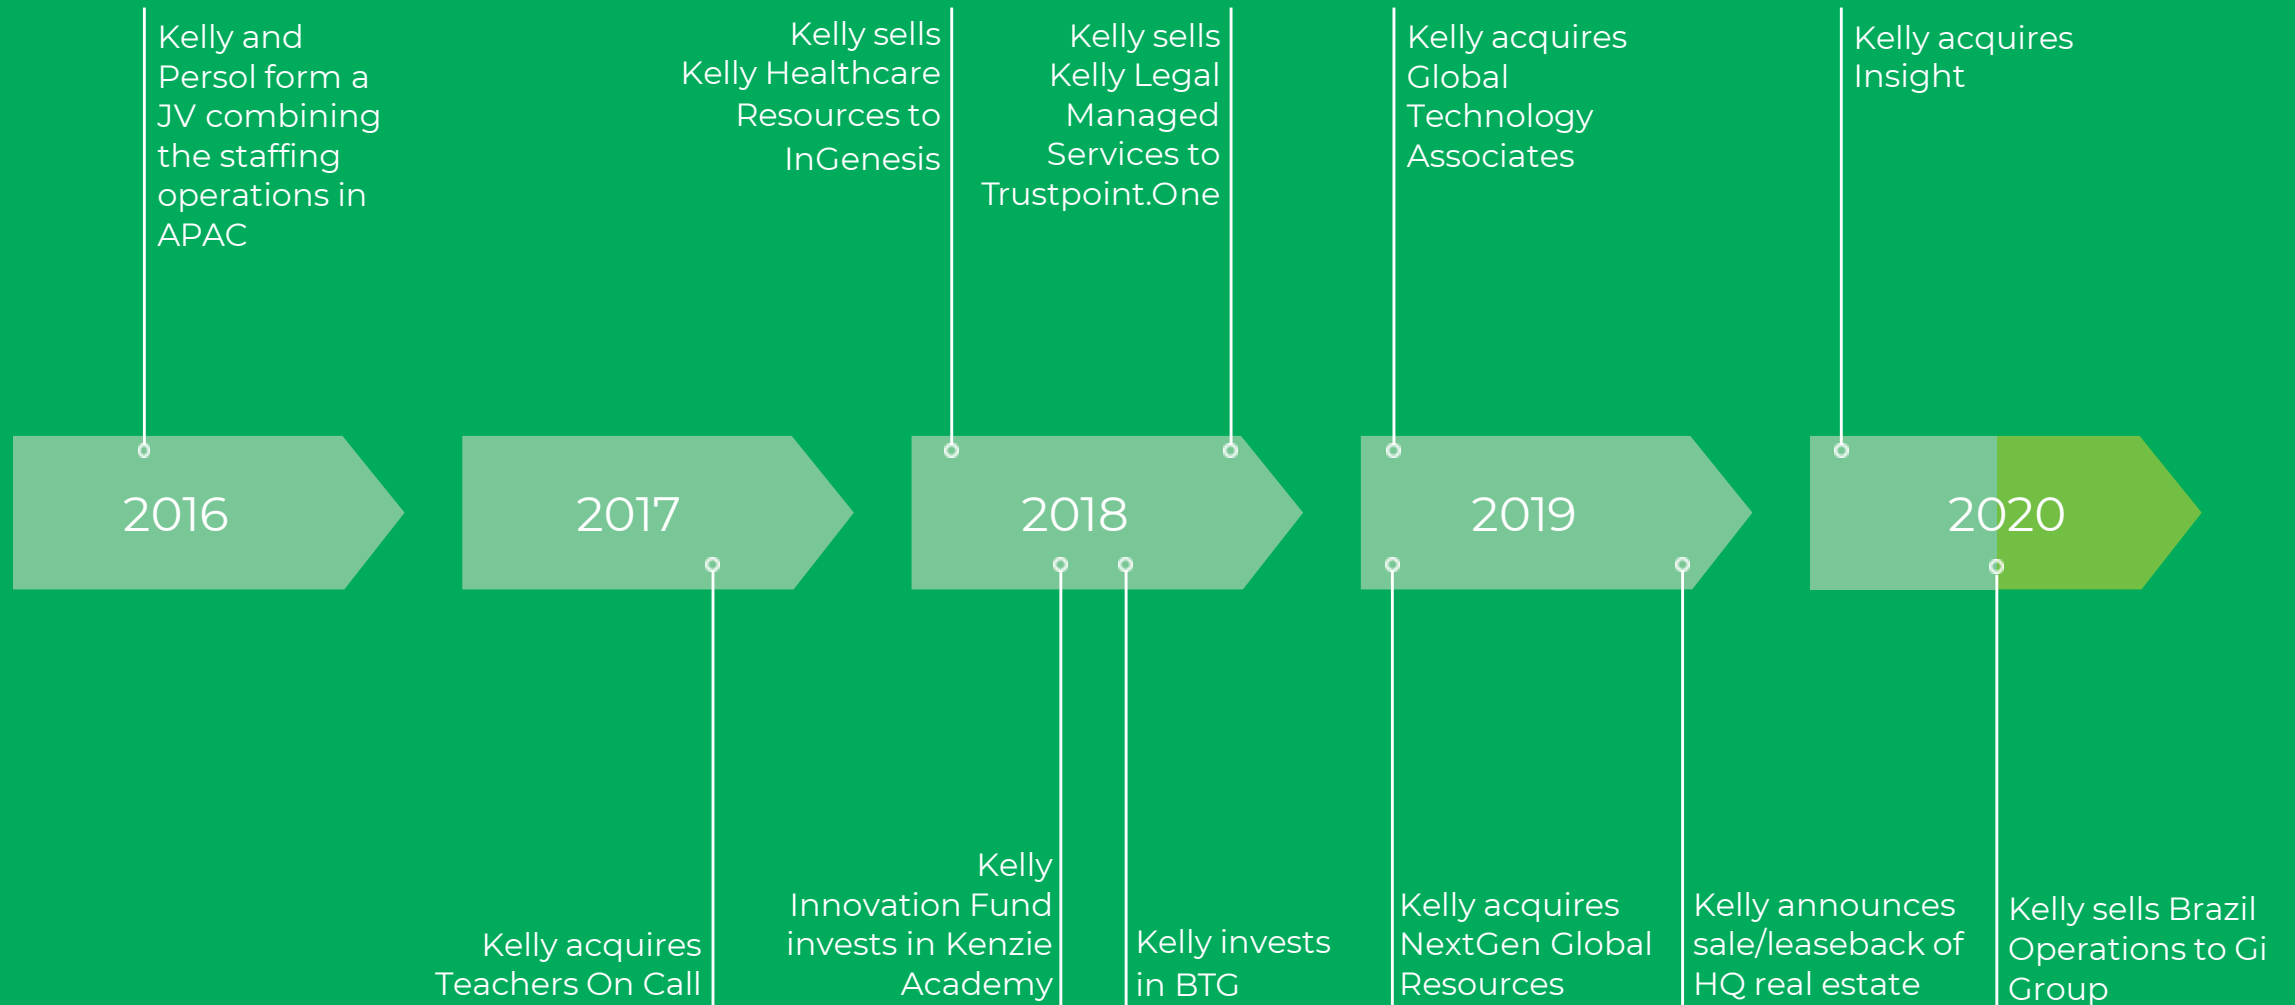 Kelly and
Persol form a
JV combining
the staffing
operations in
APAC
Kelly sells
Kelly Healthcare
Resources to
InGenesis
Kelly sells
Kelly Legal
Managed
Services to
Trustpoint.One
Kelly acquires
Global
Technology
Associates
Kelly acquires
Insight
2016
2017
2018
2019
2020
Kelly acquires
Teachers On Call
Kelly
Innovation Fund
invests in Kenzie
Academy
Kelly invests
in BTG
Kelly acquires
NextGen Global
Resources
Kelly announces
sale/leaseback of
HQ real estate
Kelly sells Brazil
Operations to Gi
Group